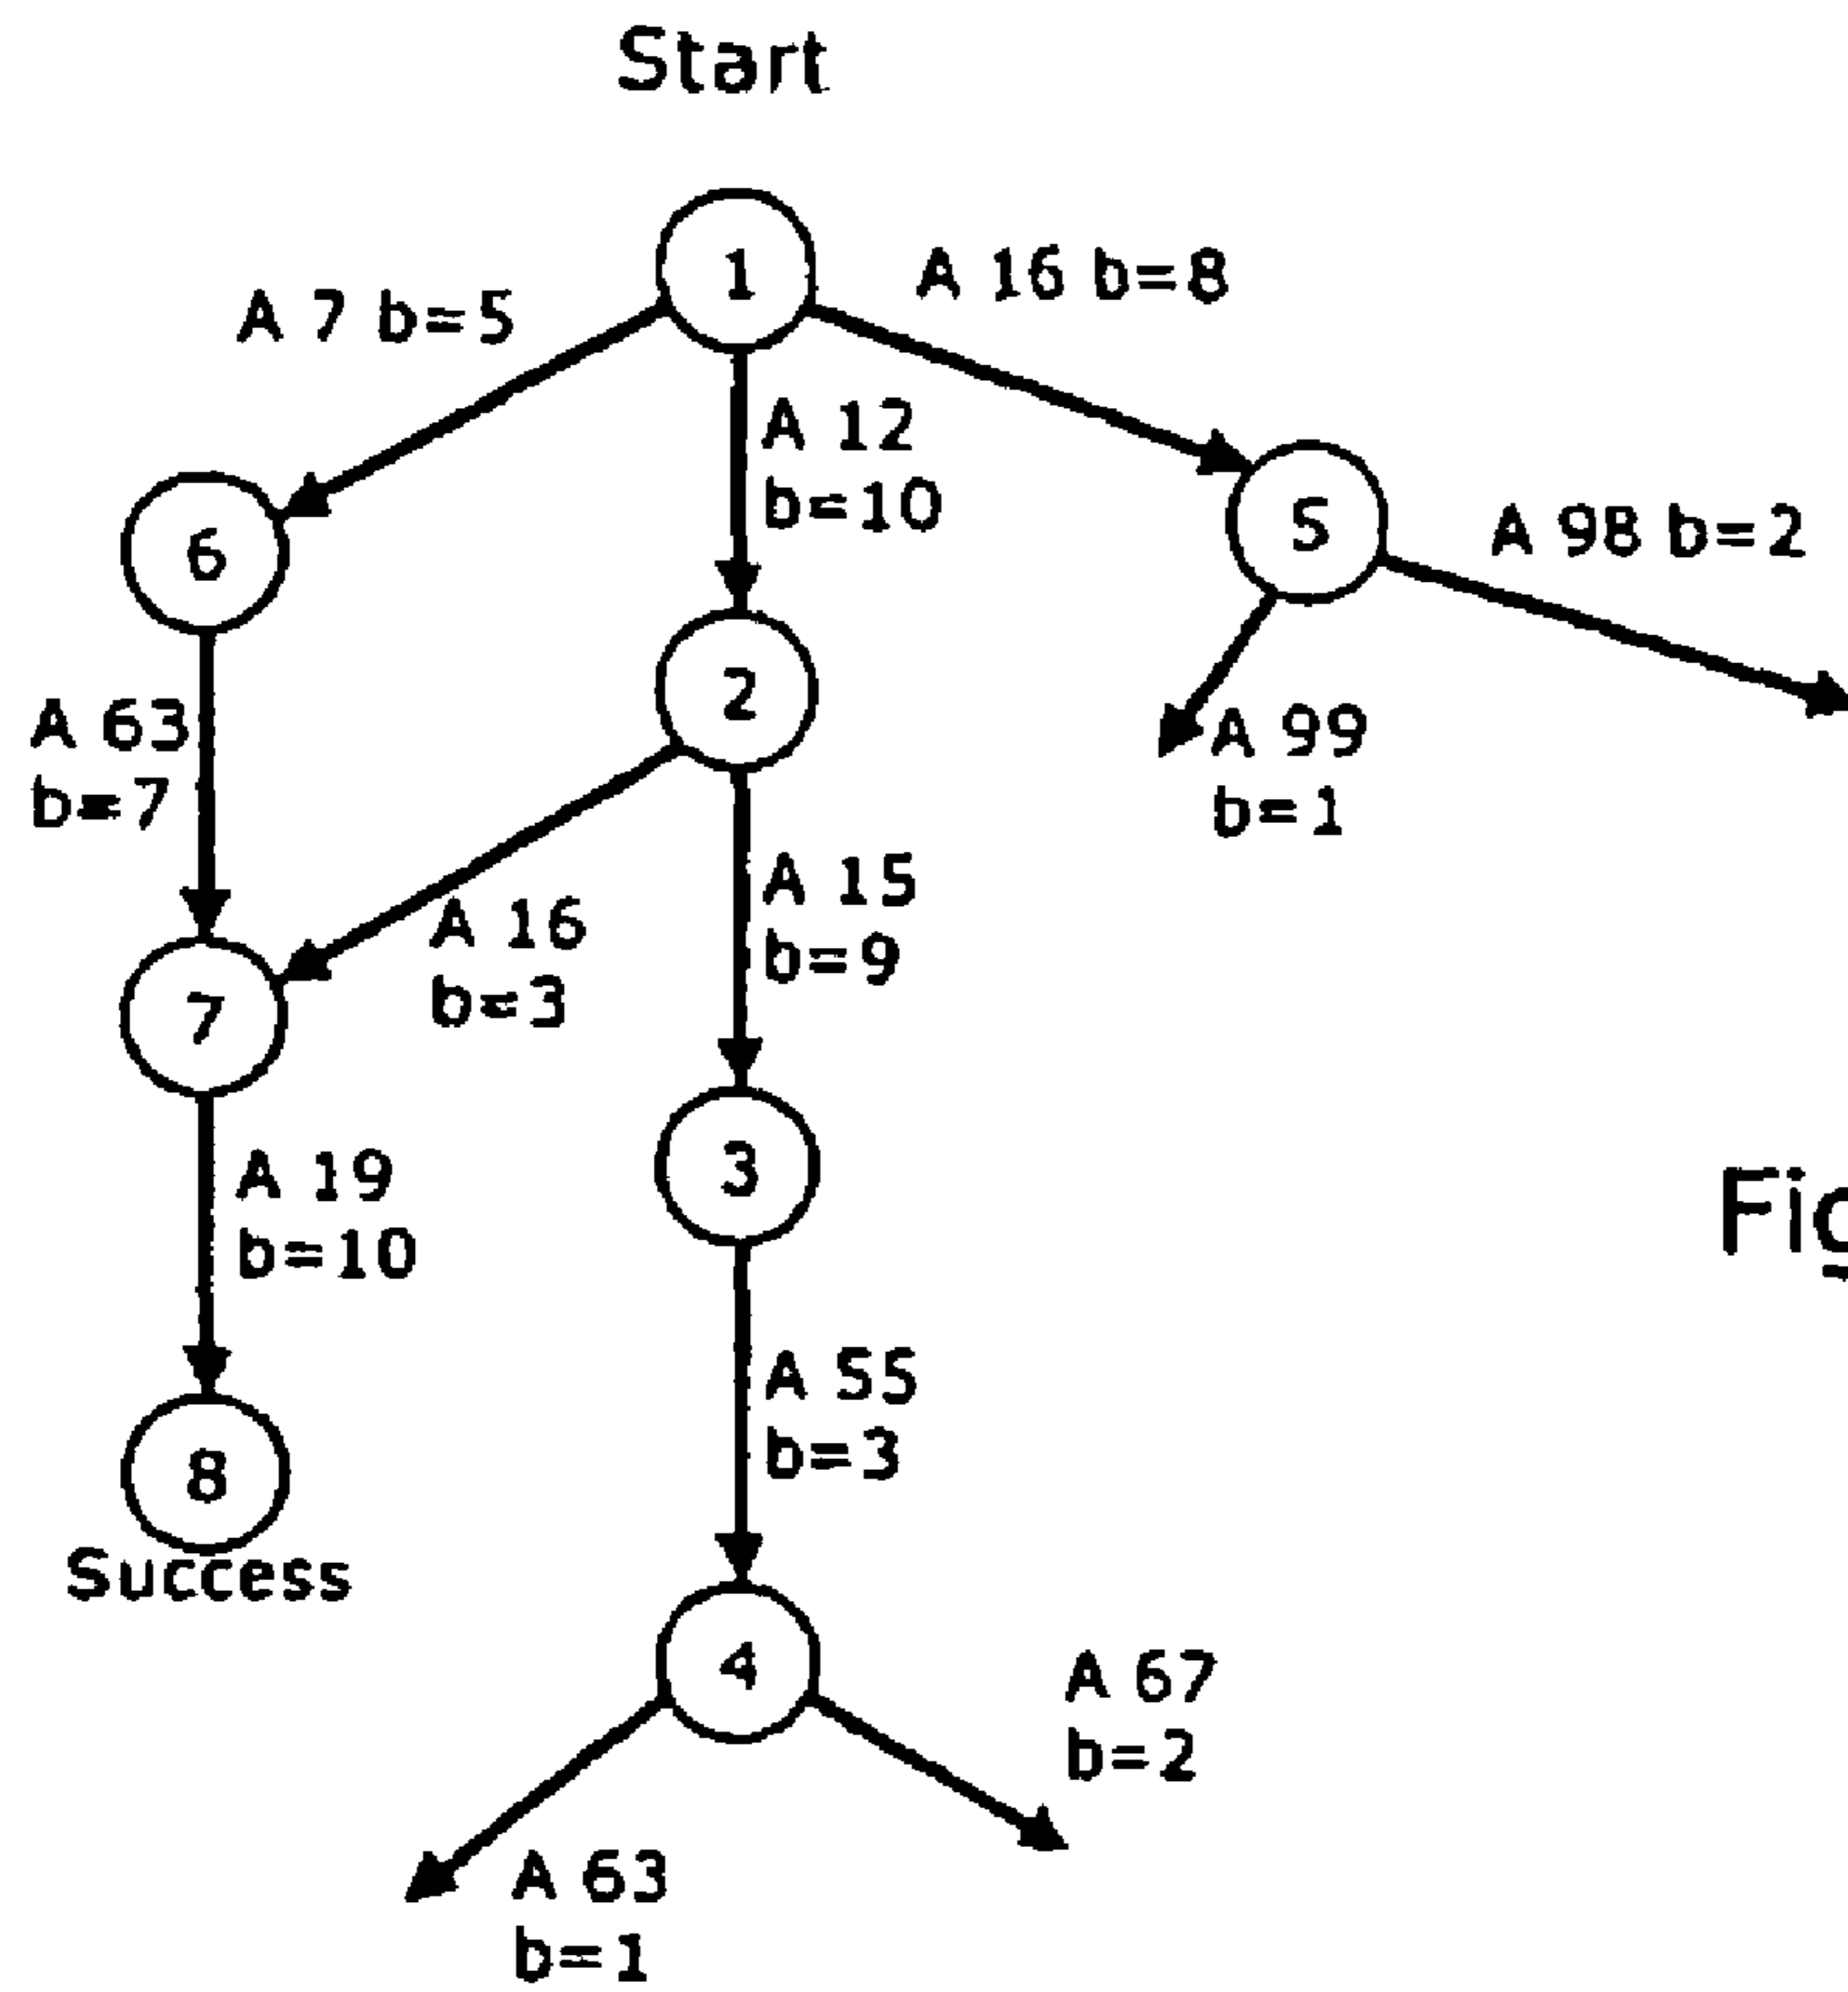 Start
1
A 16 b=8
A 7 b=5
A 12
b=10
6
5
A 98 b=2
2
A 63
b=7
A 99
b=1
A 15
b=9
A 16
b=3
7
3
A 19
b=10
A 55
b=3
8
Success
4
A 67
b=2
A 63
b=1